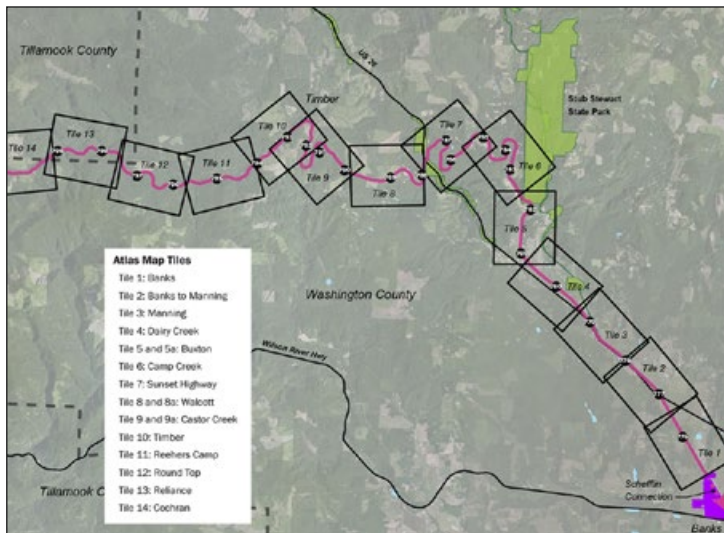 Tillamook County
US 26
Timber
Stub Stewart
State Park
Tile 14
Tile 13
Tile 12
Tile 11
Tile 10
Tile 9
Tile 8
Tile 7
Tile 6
Tile 5
Tile 4
Tile 3
Tile 2
Tile 1
Washington County
Wilson River Hwy
Atlas Map Tiles
Tile 1: Banks
Tile 2: Banks to Manning
Tile 3: Manning
Tile 4: Dairy Creek
Tile 5 and 5a: Buxton
Tile 6: Camp Creek
Tile 7: Sunset Highway
Tile 8 and 8a: Walcott
Tile 9 and 9a: Castor Creek
Tile 10: Timber
Tile 11: Reehers Camp
Tile 12: Round Top
Tile 13: Reliance
Tile 14: Cochran
Tillamook C
Schefflin
Connection
Banks